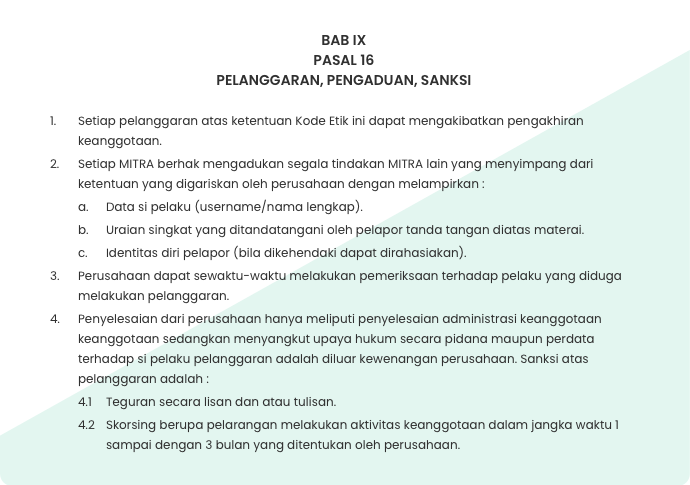 BAB IX
PASAL 16
PELANGGARAN, PENGADUAN, SANKSI
1. Setiap pelanggaran atas ketentuan Kode Etik ini dapat mengakibatkan pengakhiran
keanggotaan.
2. Setiap MITRA berhak mengadukan segala tindakan MITRA lain yang menyimpang dari
ketentuan yang digariskan oleh perusahaan dengan melampirkan :
a. Data si pelaku (username/nama lengkap).
b. Uraian singkat yang ditandatangani oleh pelapor tanda tangan diatas materai.
c. Identitas diri pelapor (bila dikehendaki dapat dirahasiakan).
3. Perusahaan dapat sewaktu-waktu melakukan pemeriksaan terhadap pelaku yang diduga
melakukan pelanggaran.
4. Penyelesaian dari perusahaan hanya meliputi penyelesaian administrasi keanggotaan
keanggotaan sedangkan menyangkut upaya hukum secara pidana maupun perdata
terhadap si pelaku pelanggaran adalah diluar kewenangan perusahaan. Sanksi atas
pelanggaran adalah :
4.1 Teguran secara lisan dan atau tulisan.
4.2 Skorsing berupa pelarangan melakukan aktivitas keanggotaan dalam jangka waktu 1
sampai dengan 3 bulan yang ditentukan oleh perusahaan.